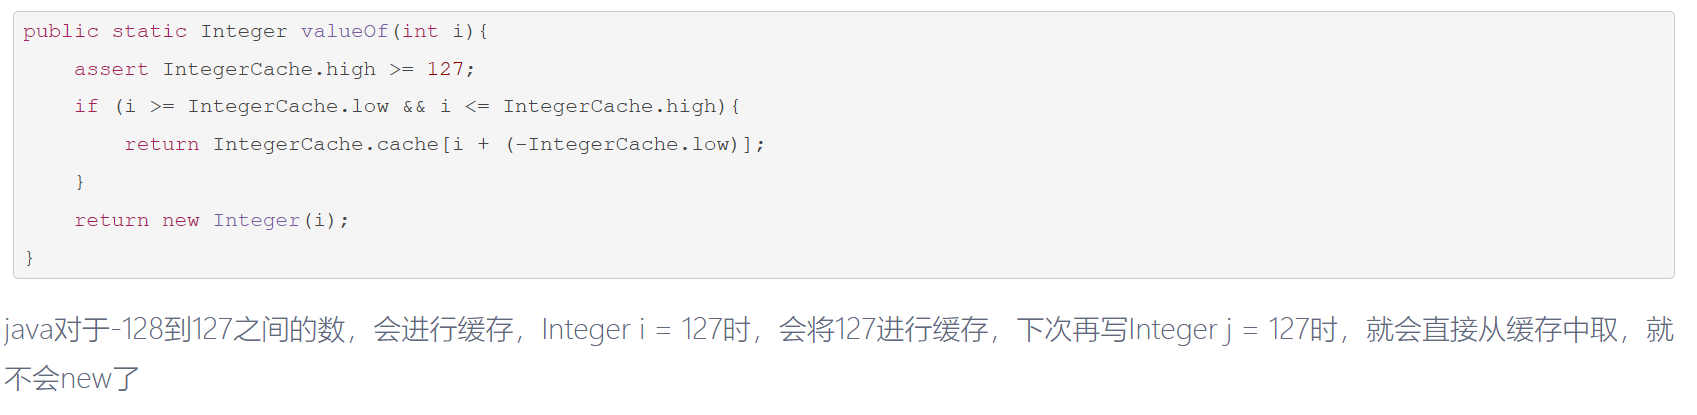 public static Integer valueOf(int i){
    assert IntegerCache.high >= 127;
    if (i >= IntegerCache.low && i <= IntegerCache.high){
        return IntegerCache.cache[i + (-IntegerCache.low)];
    }
    return new Integer(i);
}
java对于-128到127之间的数，会进行缓存，Integer i = 127时，会将127进行缓存，下次再写Integer j = 127时，就会直接从缓存中取，就
不会new了